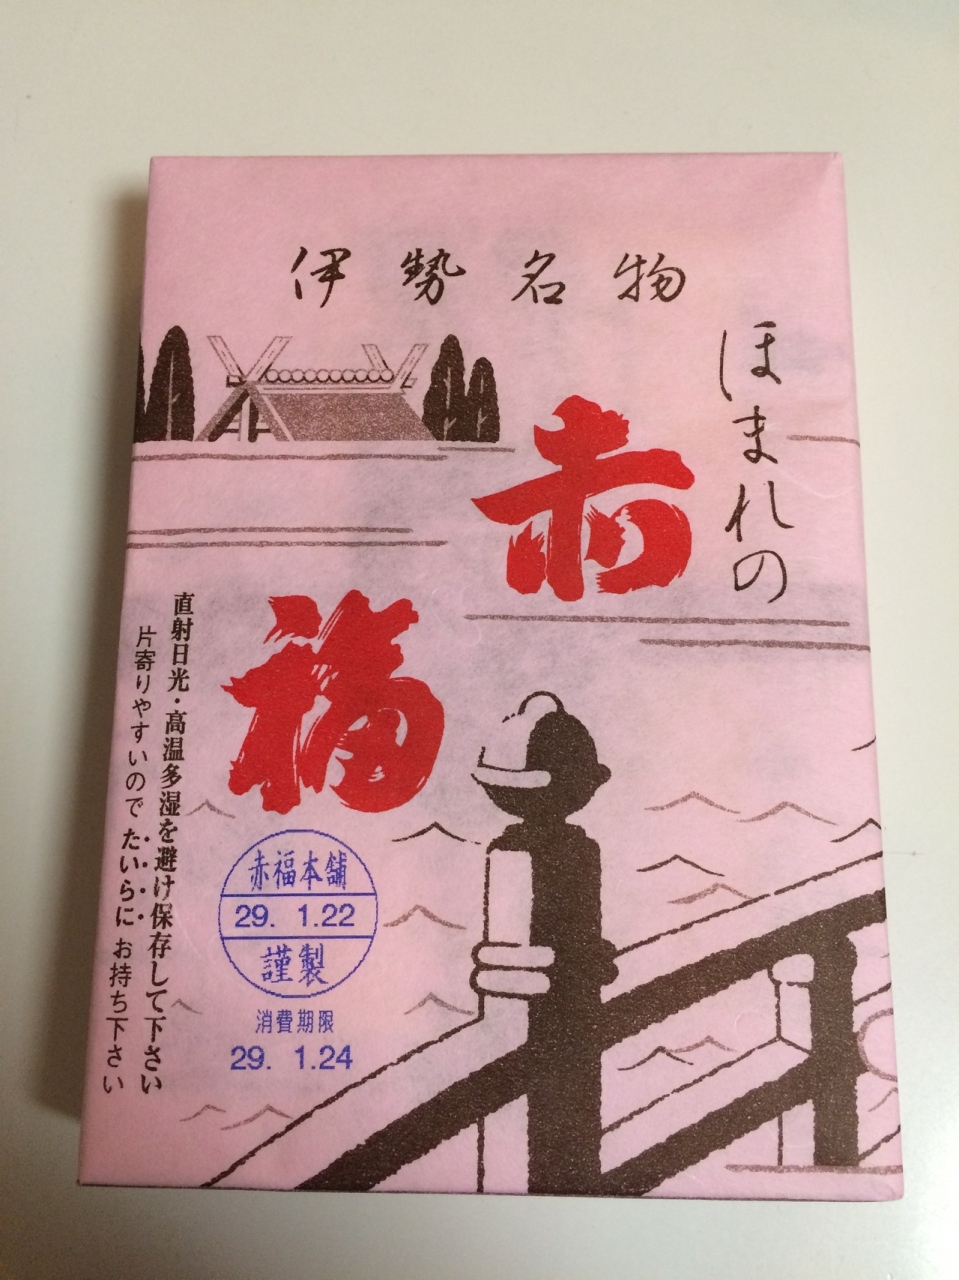 伊勢名物
ほまれの
赤
福
直射日光・高温多湿を避け保存して下さい
片寄りやすいのでたいらにお持ち下さい
赤福本舗
29. 1.22
謹製
消費期限
29. 1.24